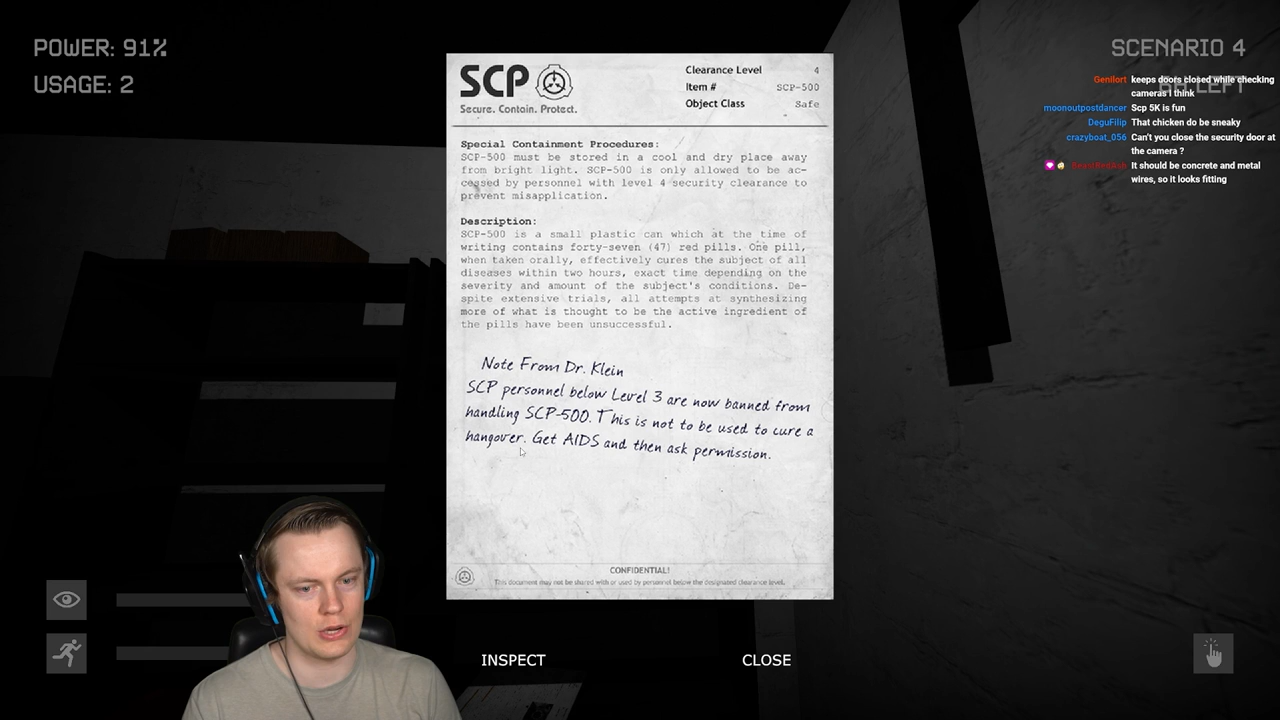 POWER: 91%
USAGE: 2
SCENARIO 4
LEFT
Genilort keeps doors closed while checking
cameras I think
moonoutpostdancer Scp 5K is fun
DeguFilip That chicken do be sneaky
crazyboat_056 Can't you close the security door at
the camera ?
It should be concrete and metal
wires, so it looks fitting
SCP
Secure. Contain. Protect.
Clearance Level 4
Item # SCP-500
Object Class Safe
Special Containment Procedures:
SCP-500 must be stored in a cool and dry place away
from bright light. SCP-500 is only allowed to be ac-
cessed by personnel with level 4 security clearance to
prevent misapplication.
Description:
SCP-500 is a small plastic can which at the time of
writing contains forty-seven (47) red pills. One pill,
when taken orally, effectively cures the subject of all
diseases within two hours, exact time depending on the
severity and amount of the subject's conditions. De-
spite extensive trials, all attempts at synthesizing
more of what is thought to be the active ingredient of
the pills have been unsuccessful.
Note From Dr. Klein
SCP personnel below Level 3 are now banned from
handling SCP-500. This is not to be used to cure a
hangover. Get AIDS and then ask permission.
CONFIDENTIAL!
This document may not be shared with or used by personnel below the designated clearance level.
INSPECT
CLOSE